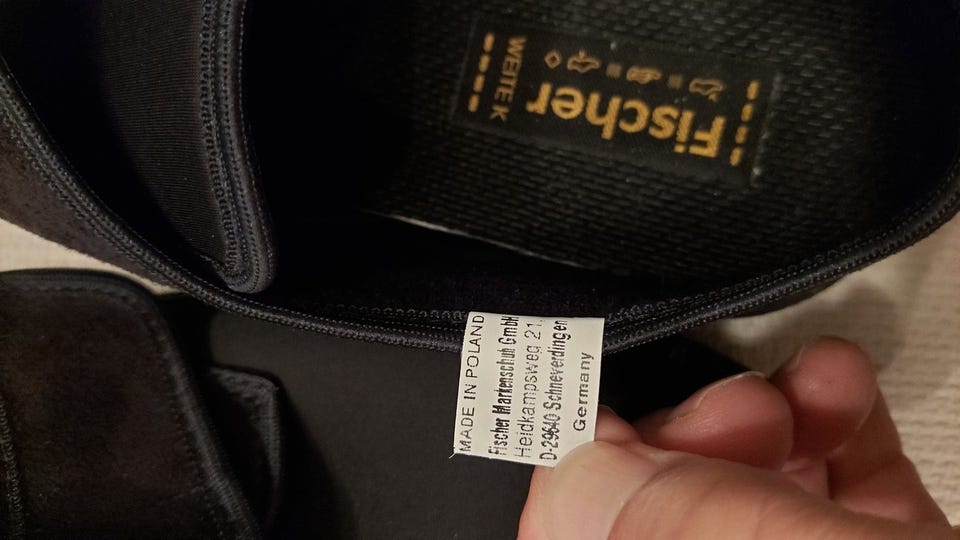 Fischer
WEITE K
MADE IN POLAND
Fischer Markenschuh GmbH
Heidkampsweg 21
D-29640 Schneverdingen
Germany